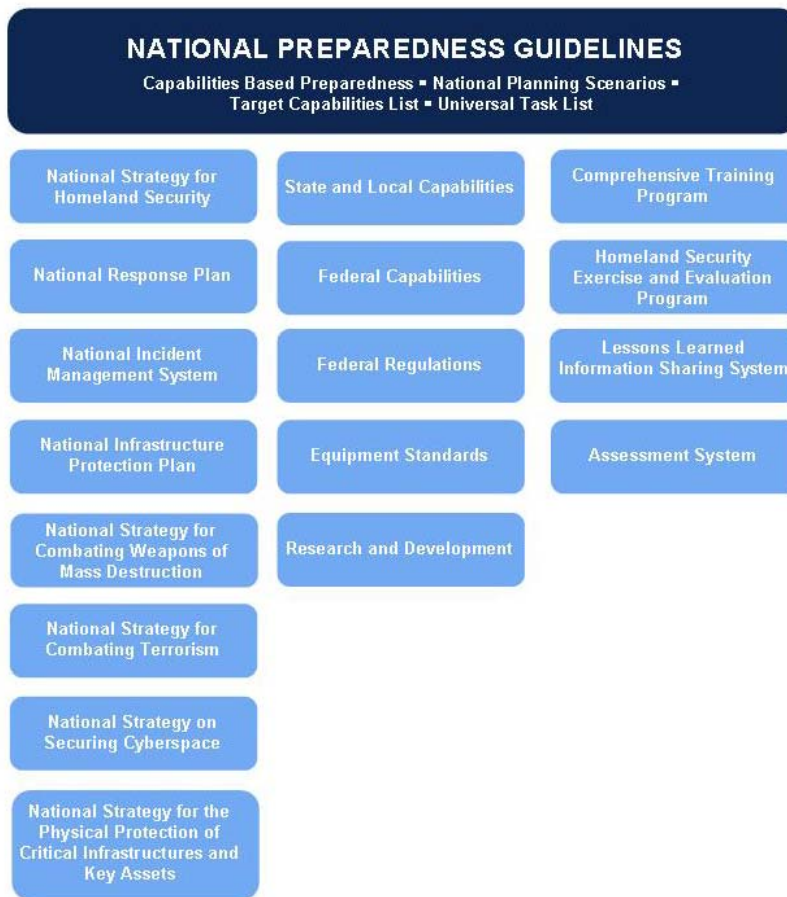 NATIONAL PREPAREDNESS GUIDELINES
Capabilities Based Preparedness ▪ National Planning Scenarios ▪
Target Capabilities List ▪ Universal Task List
National Strategy for
Homeland Security
National Response Plan
National Incident
Management System
National Infrastructure
Protection Plan
National Strategy for
Combating Weapons of
Mass Destruction
National Strategy for
Combating Terrorism
National Strategy on
Securing Cyberspace
National Strategy for the
Physical Protection of
Critical Infrastructures and
Key Assets
State and Local Capabilities
Federal Capabilities
Federal Regulations
Equipment Standards
Research and Development
Comprehensive Training
Program
Homeland Security
Exercise and Evaluation
Program
Lessons Learned
Information Sharing System
Assessment System